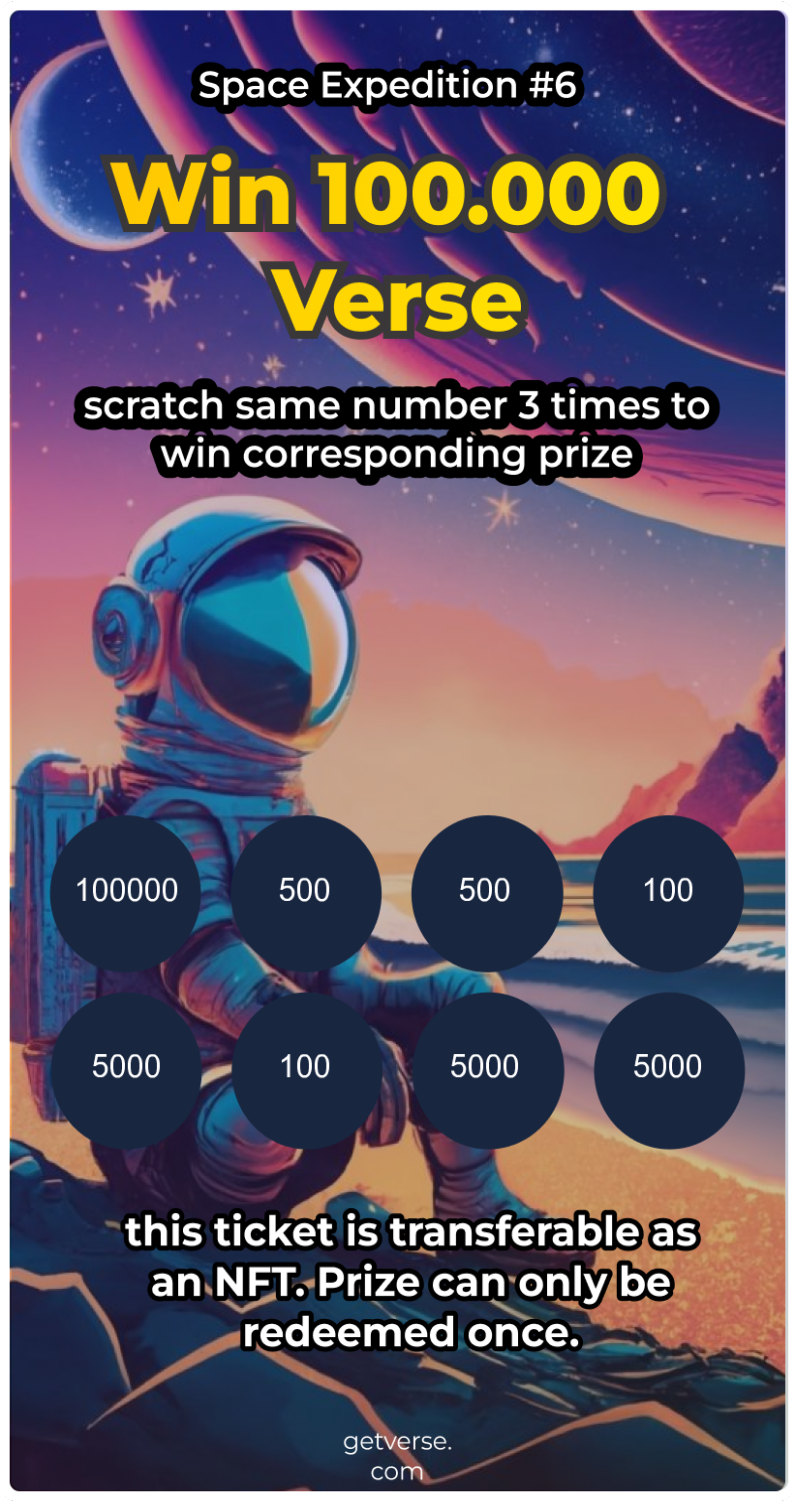 Space Expedition #6
Win 100.000
Verse
scratch same number 3 times to
win corresponding prize
100000 500 500 100
5000 100 5000 5000
this ticket is transferable as
an NFT. Prize can only be
redeemed once.
getverse.
com